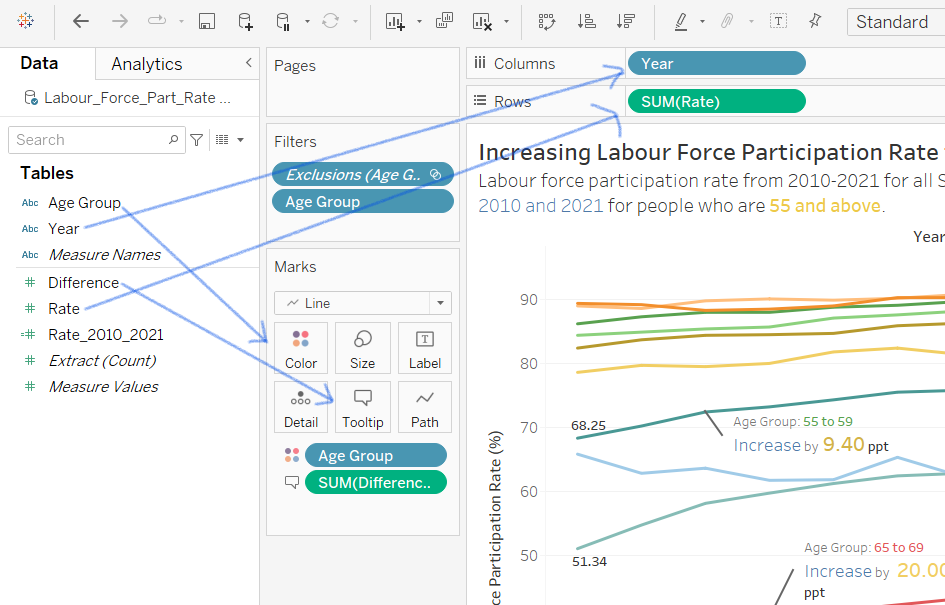 Standard
Data
Analytics
Labour_Force_Part_Rate ...
Search
Tables
Abc Age Group
Abc Year
Abc Measure Names
Difference
Rate
Rate_2010_2021
Extract (Count)
Measure Values
Pages
Filters
Exclusions (Age G..
Age Group
Marks
Line
Color
Size
T
Label
Detail
Tooltip
Path
Age Group
SUM(Differenc..
Columns
Year
Rows
SUM(Rate)
Increasing Labour Force Participation Rate
Labour force participation rate from 2010-2021 for all S
2010 and 2021 for people who are 55 and above.
Year
90
80
70
60
50
ce Participation Rate (%)
68.25
Age Group: 55 to 59
Increase by 9.40 ppt
51.34
Age Group: 65 to 69
Increase by 20.00
ppt